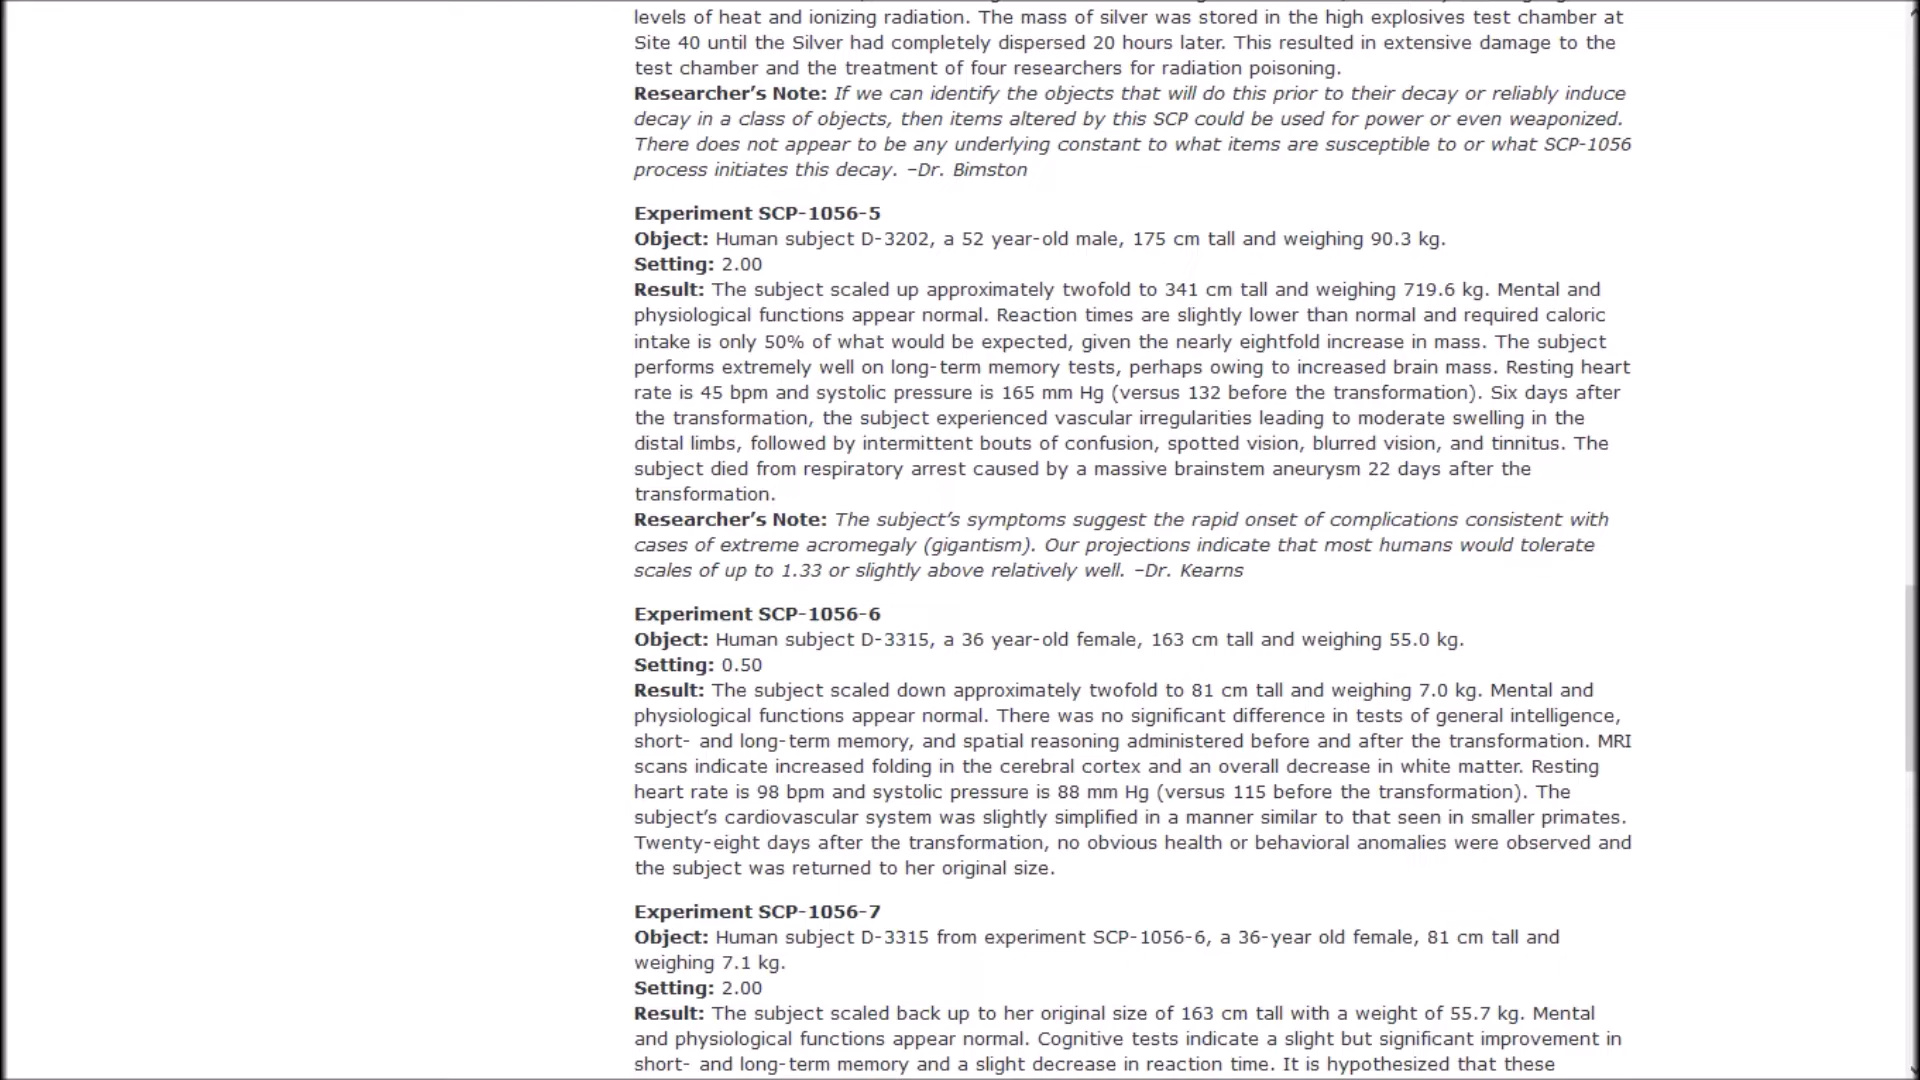 levels of heat and ionizing radiation. The mass of silver was stored in the high explosives test chamber at
Site 40 until the Silver had completely dispersed 20 hours later. This resulted in extensive damage to the
test chamber and the treatment of four researchers for radiation poisoning.
Researcher’s Note: If we can identify the objects that will do this prior to their decay or reliably induce
decay in a class of objects, then items altered by this SCP could be used for power or even weaponized.
There does not appear to be any underlying constant to what items are susceptible to or what SCP-1056
process initiates this decay. –Dr. Bimston
Experiment SCP-1056-5
Object: Human subject D-3202, a 52 year-old male, 175 cm tall and weighing 90.3 kg.
Setting: 2.00
Result: The subject scaled up approximately twofold to 341 cm tall and weighing 719.6 kg. Mental and
physiological functions appear normal. Reaction times are slightly lower than normal and required caloric
intake is only 50% of what would be expected, given the nearly eightfold increase in mass. The subject
performs extremely well on long-term memory tests, perhaps owing to increased brain mass. Resting heart
rate is 45 bpm and systolic pressure is 165 mm Hg (versus 132 before the transformation). Six days after
the transformation, the subject experienced vascular irregularities leading to moderate swelling in the
distal limbs, followed by intermittent bouts of confusion, spotted vision, blurred vision, and tinnitus. The
subject died from respiratory arrest caused by a massive brainstem aneurysm 22 days after the
transformation.
Researcher’s Note: The subject’s symptoms suggest the rapid onset of complications consistent with
cases of extreme acromegaly (gigantism). Our projections indicate that most humans would tolerate
scales of up to 1.33 or slightly above relatively well. –Dr. Kearns
Experiment SCP-1056-6
Object: Human subject D-3315, a 36 year-old female, 163 cm tall and weighing 55.0 kg.
Setting: 0.50
Result: The subject scaled down approximately twofold to 81 cm tall and weighing 7.0 kg. Mental and
physiological functions appear normal. There was no significant difference in tests of general intelligence,
short- and long-term memory, and spatial reasoning administered before and after the transformation. MRI
scans indicate increased folding in the cerebral cortex and an overall decrease in white matter. Resting
heart rate is 98 bpm and systolic pressure is 88 mm Hg (versus 115 before the transformation). The
subject’s cardiovascular system was slightly simplified in a manner similar to that seen in smaller primates.
Twenty-eight days after the transformation, no obvious health or behavioral anomalies were observed and
the subject was returned to her original size.
Experiment SCP-1056-7
Object: Human subject D-3315 from experiment SCP-1056-6, a 36-year old female, 81 cm tall and
weighing 7.1 kg.
Setting: 2.00
Result: The subject scaled back up to her original size of 163 cm tall with a weight of 55.7 kg. Mental
and physiological functions appear normal. Cognitive tests indicate a slight but significant improvement in
short- and long-term memory and a slight decrease in reaction time. It is hypothesized that these